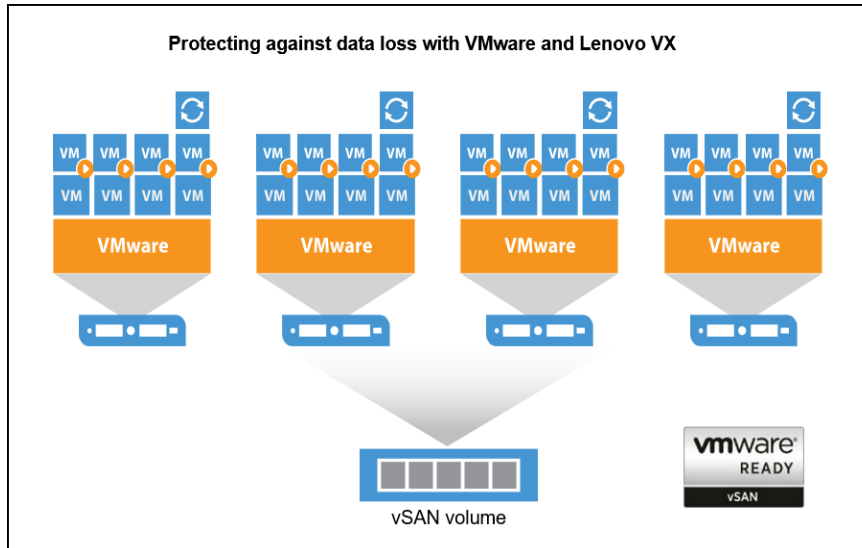 Protecting against data loss with VMware and Lenovo VX
VM VM VM VM VM VM VM VM VM VM VM VM VM VM VM VM
VM VM VM VM VM VM VM VM VM VM VM VM VM VM VM VM
VMware VMware VMware VMware
vmware®
READY
vSAN
vSAN volume